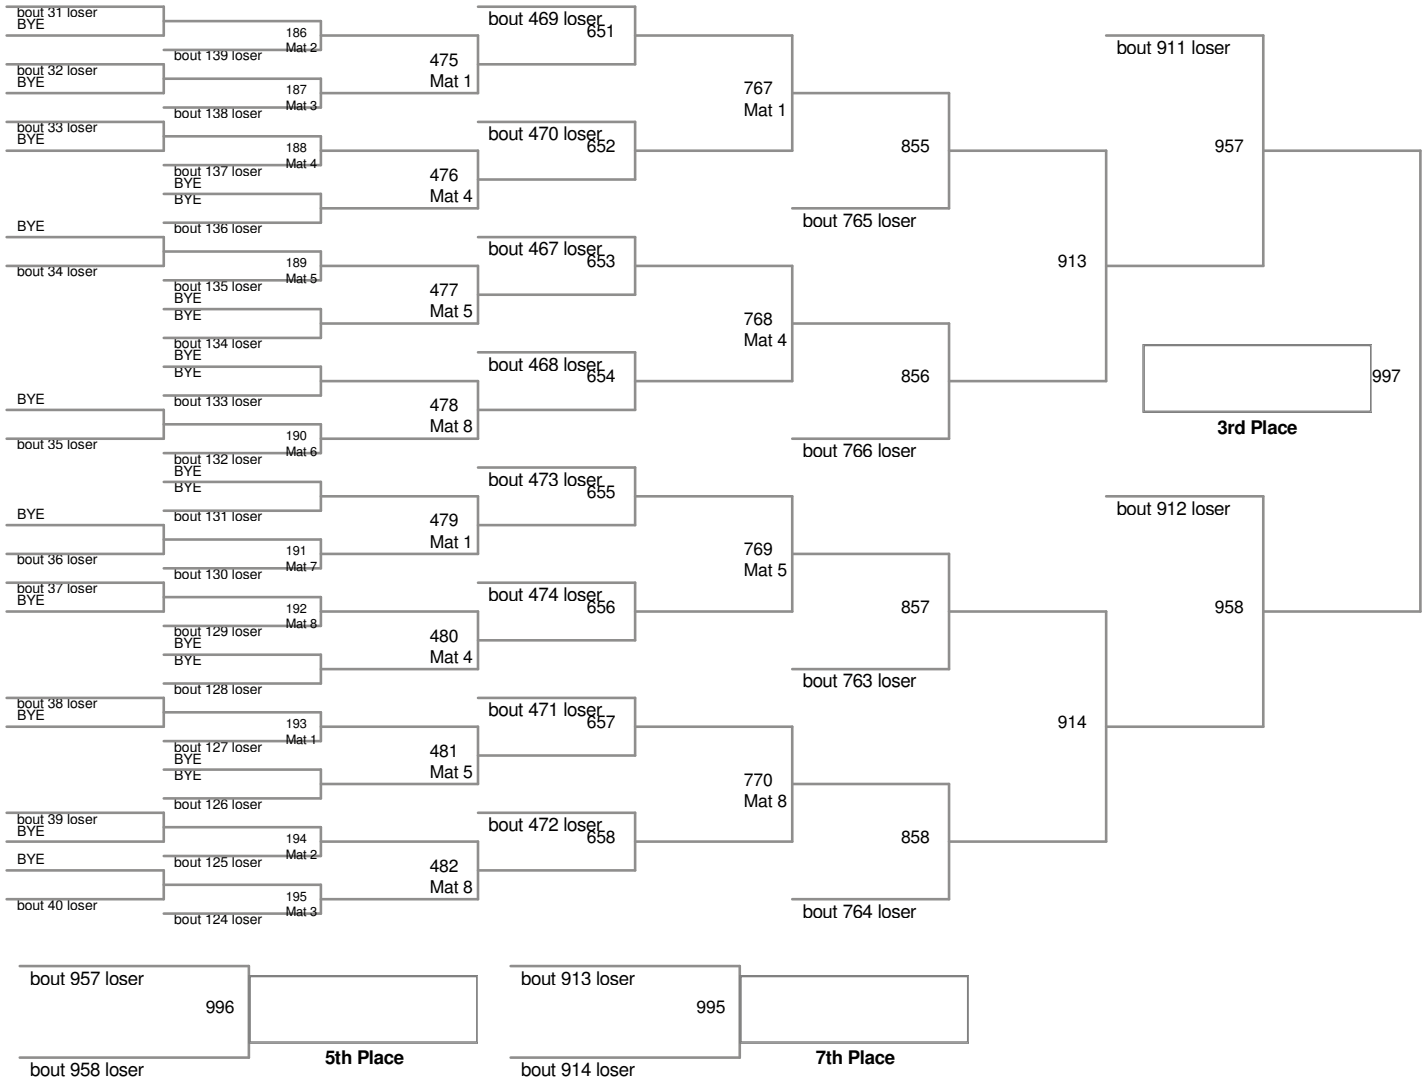 bout 31 loser
BYE
186
Mat 2
bout 139 loser
bout 32 loser
BYE
187
Mat 3
bout 138 loser
bout 33 loser
BYE
188
Mat 4
bout 137 loser
BYE
BYE
bout 136 loser
BYE
bout 34 loser
189
Mat 5
bout 135 loser
BYE
BYE
bout 134 loser
BYE
BYE
bout 133 loser
BYE
bout 35 loser
190
Mat 6
bout 132 loser
BYE
BYE
bout 131 loser
BYE
bout 36 loser
191
Mat 7
bout 130 loser
bout 37 loser
BYE
192
Mat 8
bout 129 loser
BYE
BYE
bout 128 loser
bout 38 loser
BYE
193
Mat 1
bout 127 loser
BYE
BYE
bout 126 loser
bout 39 loser
BYE
194
Mat 2
bout 125 loser
BYE
bout 40 loser
195
Mat 3
bout 124 loser
475
Mat 1
476
Mat 4
477
Mat 5
478
Mat 8
479
Mat 1
480
Mat 4
481
Mat 5
482
Mat 8
bout 469 loser
651
bout 470 loser
652
bout 467 loser
653
bout 468 loser
654
bout 473 loser
655
bout 474 loser
656
bout 471 loser
657
bout 472 loser
658
767
Mat 1
768
Mat 4
769
Mat 5
770
Mat 8
855
bout 765 loser
856
bout 766 loser
857
bout 763 loser
858
bout 764 loser
913
914
bout 911 loser
957
bout 912 loser
958
997
3rd Place
bout 957 loser
996
bout 958 loser
5th Place
bout 913 loser
995
bout 914 loser
7th Place